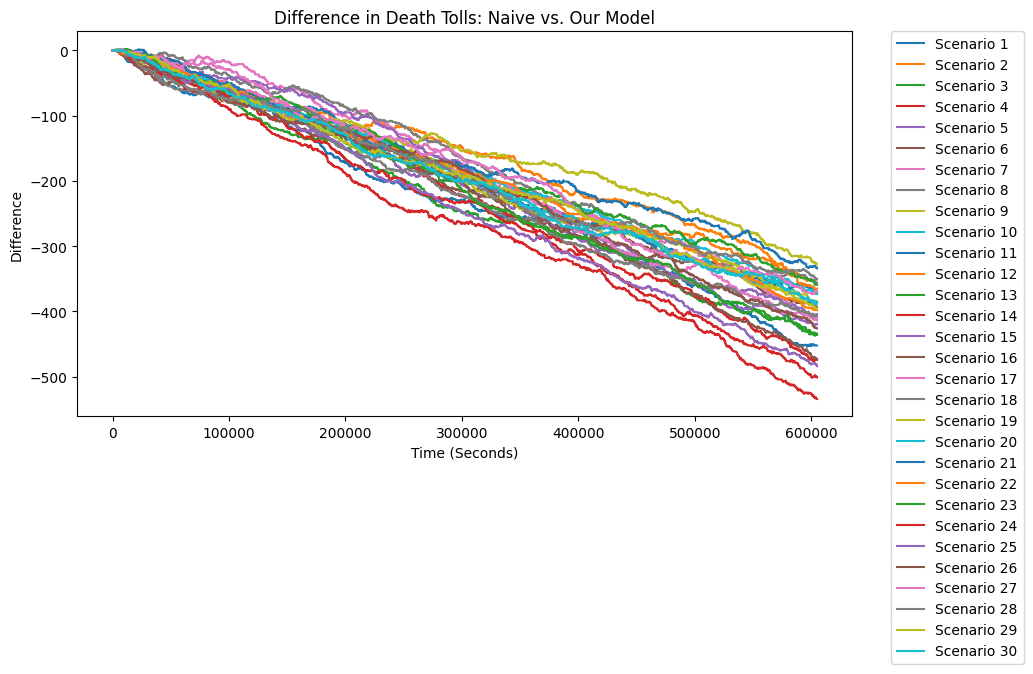 Difference in Death Tolls: Naive vs. Our Model
0
−100
−200
−300
−400
−500
Difference
0
100000
200000
300000
400000
500000
600000
Time (Seconds)
Scenario 1
Scenario 2
Scenario 3
Scenario 4
Scenario 5
Scenario 6
Scenario 7
Scenario 8
Scenario 9
Scenario 10
Scenario 11
Scenario 12
Scenario 13
Scenario 14
Scenario 15
Scenario 16
Scenario 17
Scenario 18
Scenario 19
Scenario 20
Scenario 21
Scenario 22
Scenario 23
Scenario 24
Scenario 25
Scenario 26
Scenario 27
Scenario 28
Scenario 29
Scenario 30